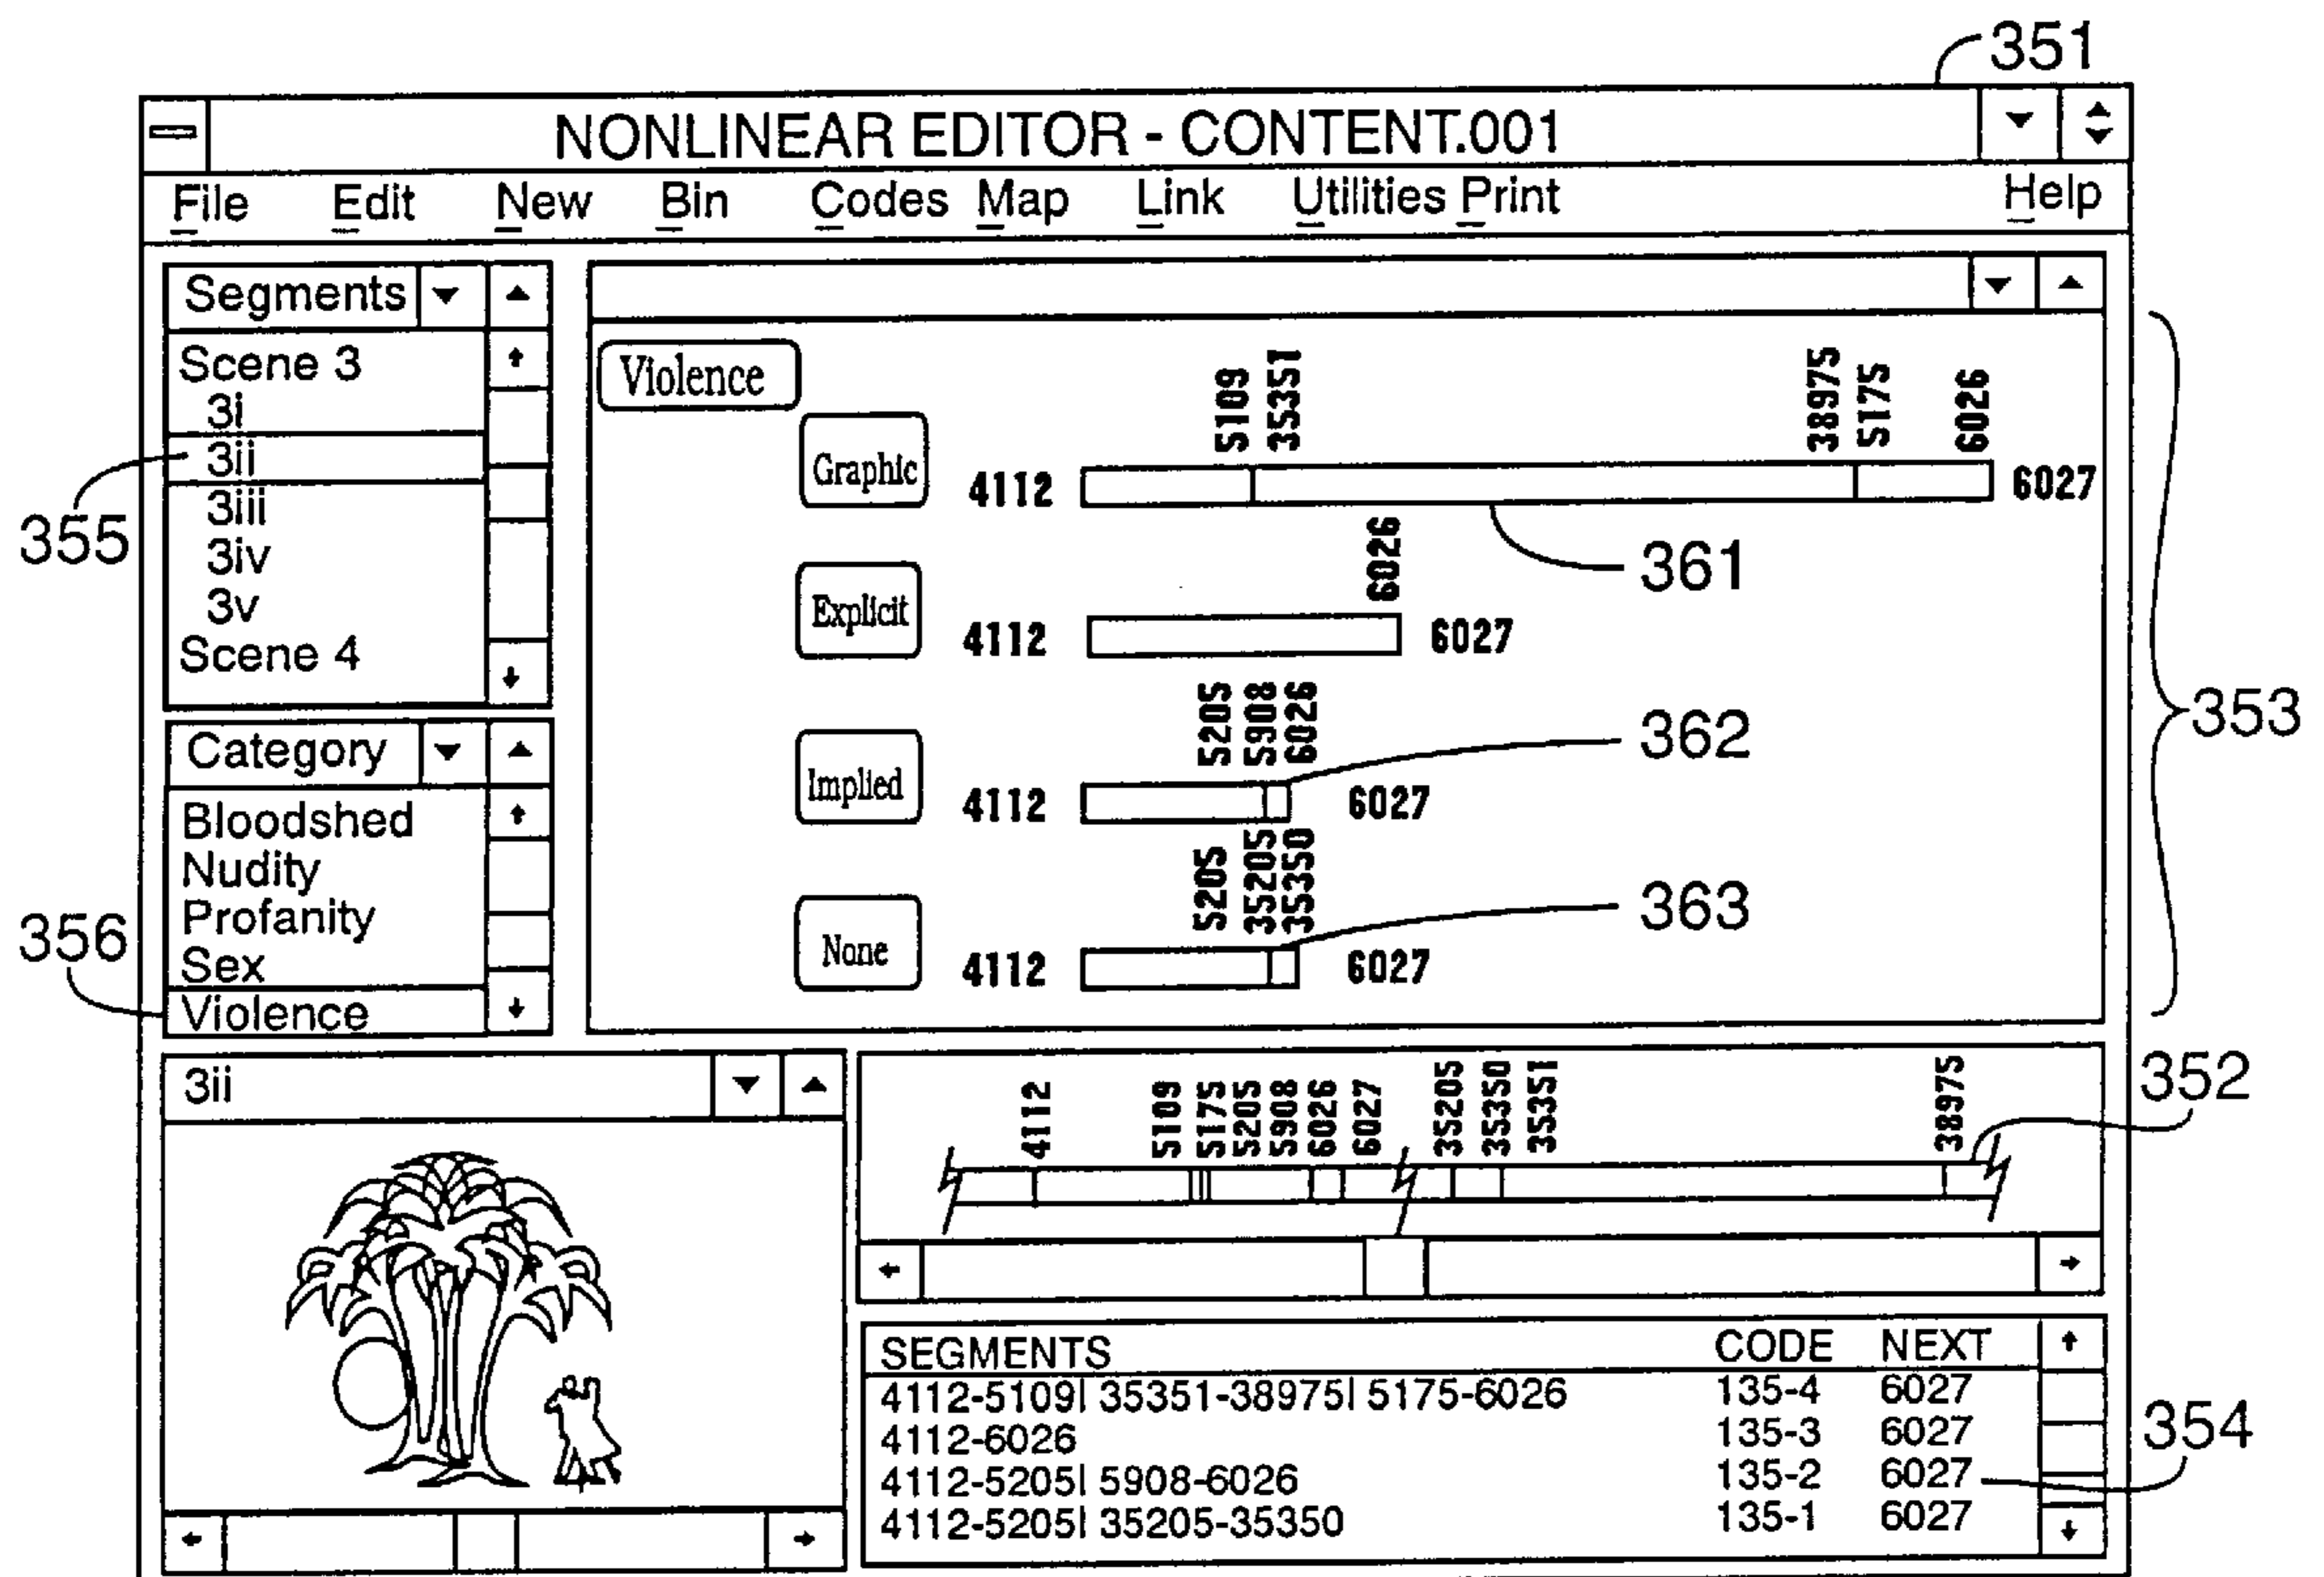 351
NONLINEAR EDITOR - CONTENT.001
File Edit New Bin Codes Map Link Utilities Print Help
Segments
Scene 3
3i
3ii
3iii
3iv
3v
Scene 4
355
Category
Bloodshed
Nudity
Profanity
Sex
Violence
356
Violence
5109 35351 38975 5175 6026
Graphic 4112 6027
361
6026
Explicit 4112 6027
5205 5908 6026
362
Implied 4112 6027
5205 35205 35350
363
None 4112 6027
353
3ii
4112 5109 5175 5205 5908 6026 6027 35205 35350 35351 38975
352
SEGMENTS CODE NEXT
4112-5109| 35351-38975| 5175-6026 135-4 6027
4112-6026 135-3 6027
4112-5205| 5908-6026 135-2 6027
4112-5205| 35205-35350 135-1 6027
354